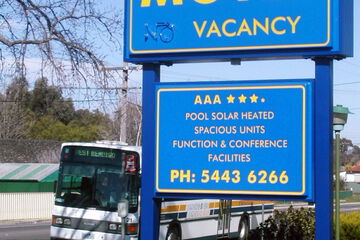 NO
VACANCY
AAA ★★★
POOL SOLAR HEATED
SPACIOUS UNITS
FUNCTION & CONFERENCE
FACILITIES
PH: 5443 6266